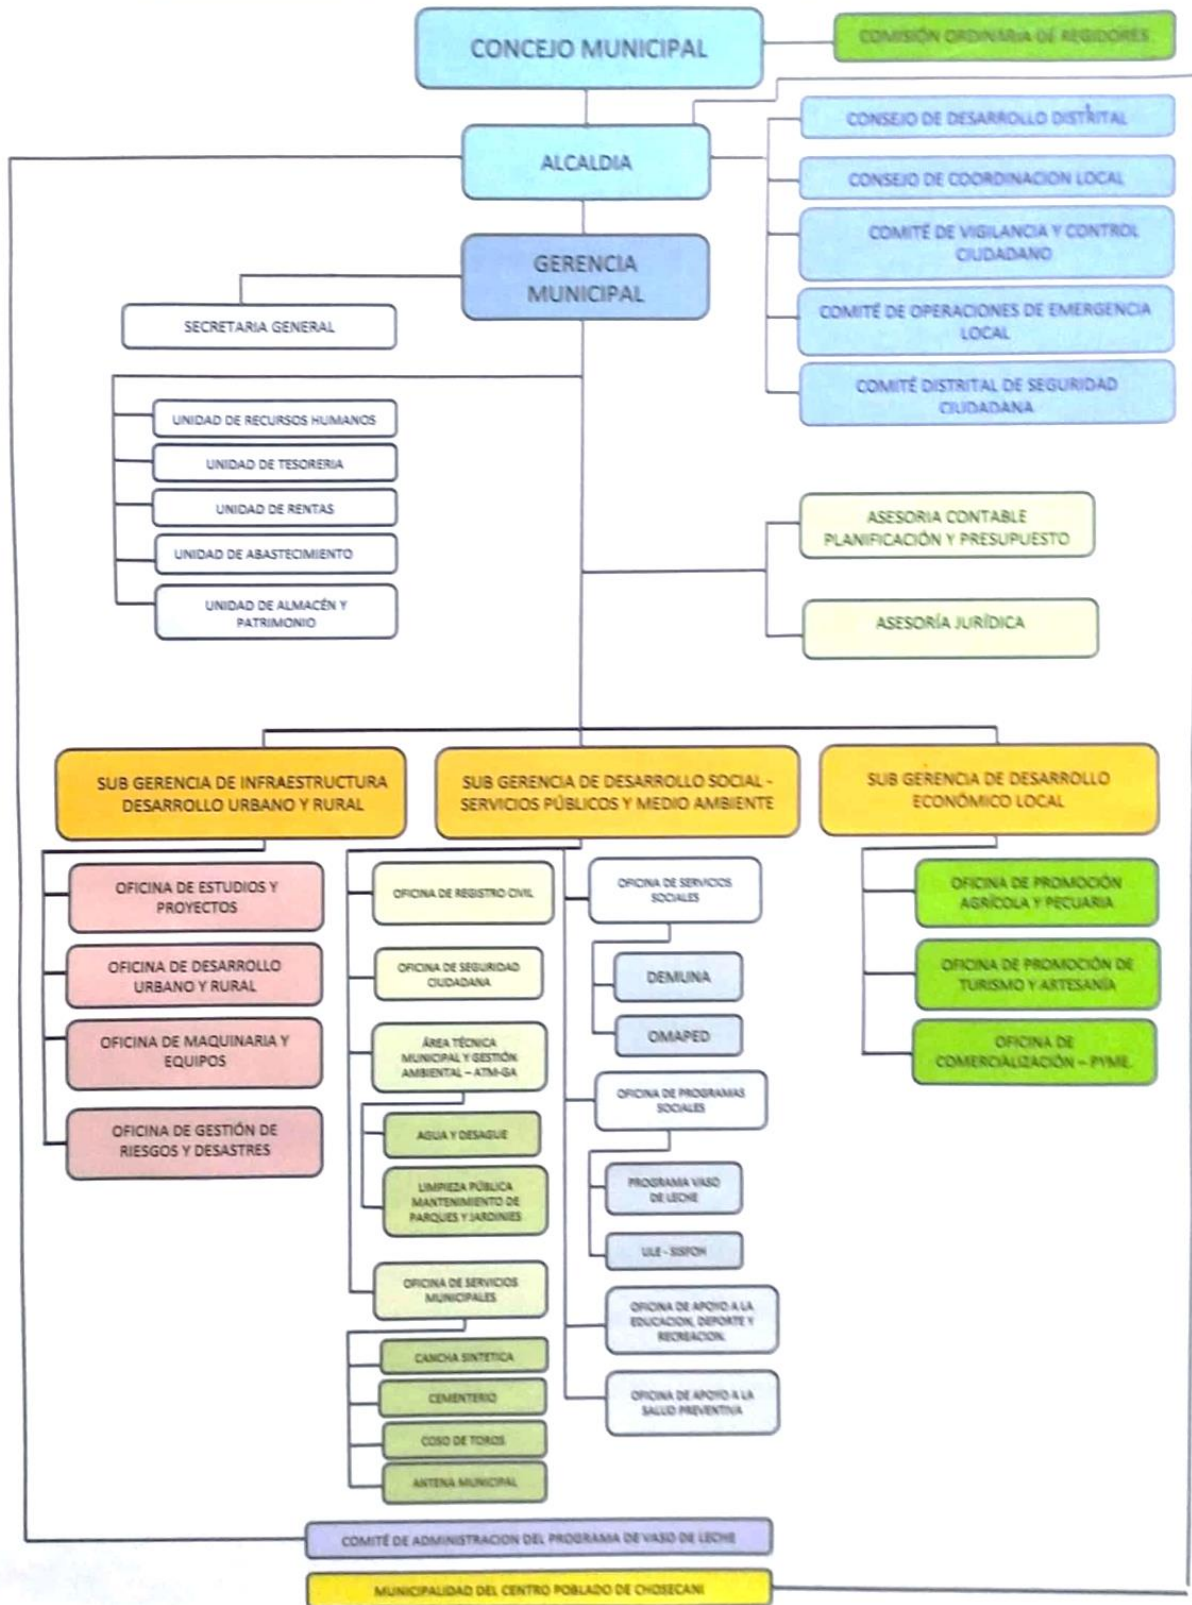 CONCEJO MUNICIPAL
COMISIÓN ORDINARIA DE REGIDORES
ALCALDIA
CONSEJO DE DESARROLLO DISTRITAL
CONSEJO DE COORDINACION LOCAL
COMITÉ DE VIGILANCIA Y CONTROL
CIUDADANO
COMITÉ DE OPERACIONES DE EMERGENCIA
LOCAL
COMITÉ DISTRITAL DE SEGURIDAD
CIUDADANA
GERENCIA
MUNICIPAL
SECRETARIA GENERAL
UNIDAD DE RECURSOS HUMANOS
UNIDAD DE TESORERIA
UNIDAD DE RENTAS
UNIDAD DE ABASTECIMIENTO
UNIDAD DE ALMACÉN Y
PATRIMONIO
ASESORIA CONTABLE
PLANIFICACIÓN Y PRESUPUESTO
ASESORÍA JURÍDICA
SUB GERENCIA DE INFRAESTRUCTURA
DESARROLLO URBANO Y RURAL
OFICINA DE ESTUDIOS Y
PROYECTOS
OFICINA DE DESARROLLO
URBANO Y RURAL
OFICINA DE MAQUINARIA Y
EQUIPOS
OFICINA DE GESTIÓN DE
RIESGOS Y DESASTRES
SUB GERENCIA DE DESARROLLO SOCIAL -
SERVICIOS PÚBLICOS Y MEDIO AMBIENTE
OFICINA DE REGISTRO CIVIL
OFICINA DE SEGURIDAD
CIUDADANA
ÁREA TÉCNICA
MUNICIPAL Y GESTIÓN
AMBIENTAL – ATM-GA
AGUA Y DESAGUE
LIMPIEZA PÚBLICA
MANTENIMIENTO DE
PARQUES Y JARDINIES
OFICINA DE SERVICIOS
MUNICIPALES
CANCHA SINTETICA
CEMENTERIO
COSO DE TOROS
ANTENA MUNICIPAL
OFICINA DE SERVICIOS
SOCIALES
DEMUNA
OMAPED
OFICINA DE PROGRAMAS
SOCIALES
PROGRAMA VASO
DE LECHE
ULE - SISFOH
OFICINA DE APOYO A LA
EDUCACION, DEPORTE Y
RECREACION.
OFICINA DE APOYO A LA
SALUD PREVENTIVA
SUB GERENCIA DE DESARROLLO
ECONÓMICO LOCAL
OFICINA DE PROMOCIÓN
AGRÍCOLA Y PECUARIA
OFICINA DE PROMOCIÓN DE
TURISMO Y ARTESANÍA
OFICINA DE
COMERCIALIZACIÓN – PYME.
COMITÉ DE ADMINISTRACION DEL PROGRAMA DE VASO DE LECHE
MUNICIPALIDAD DEL CENTRO POBLADO DE CHOSECANI